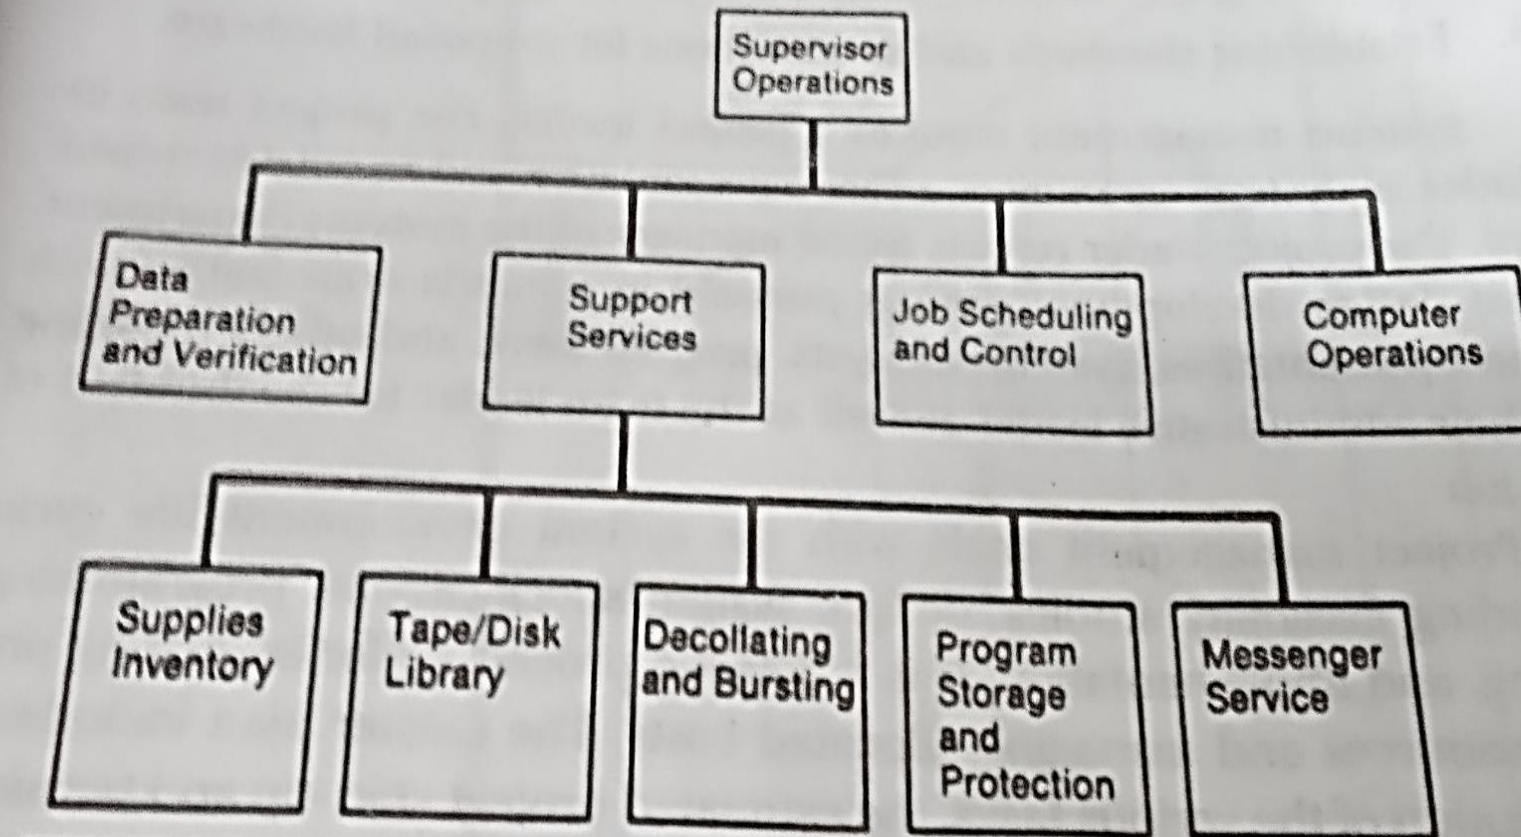 Supervisor
Operations
Data
Preparation
and Verification
Support
Services
Job Scheduling
and Control
Computer
Operations
Supplies
Inventory
Tape/Disk
Library
Decollating
and Bursting
Program
Storage
and
Protection
Messenger
Service